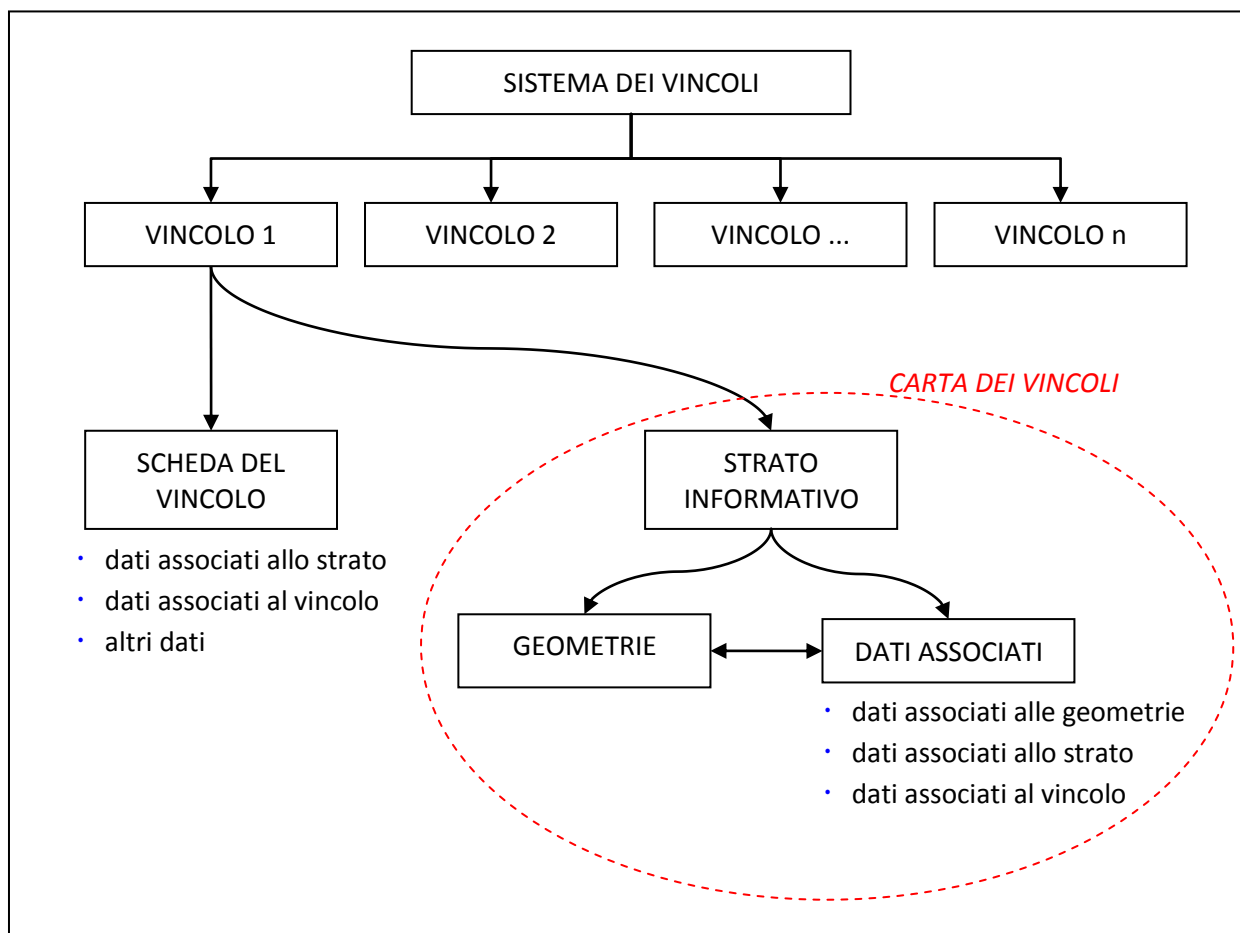 SISTEMA DEI VINCOLI
VINCOLO 1
VINCOLO 2
VINCOLO ...
VINCOLO n
CARTA DEI VINCOLI
SCHEDA DEL
VINCOLO
· dati associati allo strato
· dati associati al vincolo
· altri dati
STRATO
INFORMATIVO
GEOMETRIE
DATI ASSOCIATI
· dati associati alle geometrie
· dati associati allo strato
· dati associati al vincolo